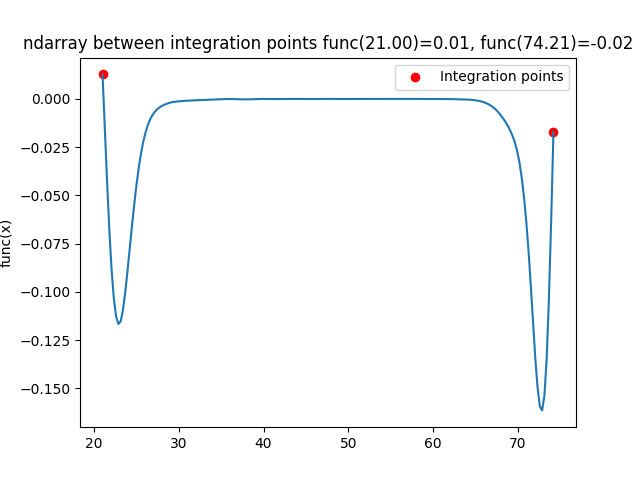 ndarray between integration points func(21.00)=0.01, func(74.21)=-0.02
Integration points
func(x)
0.000
−0.025
−0.050
−0.075
−0.100
−0.125
−0.150
20 30 40 50 60 70